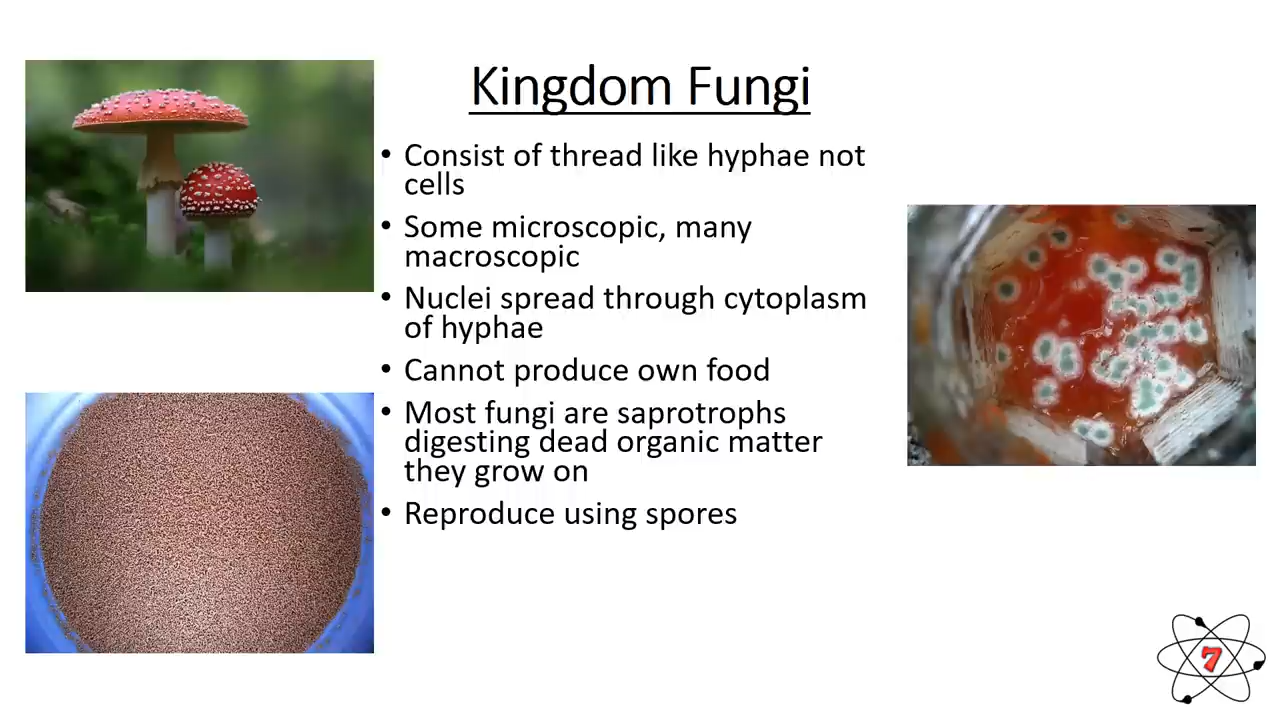 Kingdom Fungi
• Consist of thread like hyphae not
cells
• Some microscopic, many
macroscopic
• Nuclei spread through cytoplasm
of hyphae
• Cannot produce own food
• Most fungi are saprotrophs
digesting dead organic matter
they grow on
• Reproduce using spores
7